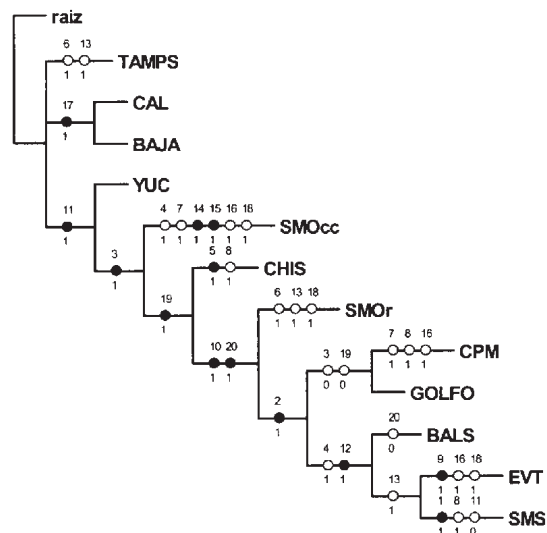 raiz
6 13
1 1
TAMPS
17
1
CAL
BAJA
YUC
11
1
4 7 14 15 16 18
1 1 1 1 1 1
SMOcc
3
1
5 8
1 1
CHIS
19
1
6 13 18
1 1 1
SMOr
10 20
1 1
7 8 16
1 1 1
CPM
3 19
0 0
GOLFO
2
1
20
0
BALS
4 12
1 1
9 16 18
1 1 1
EVT
13
1
1 8 11
1 1 0
SMS